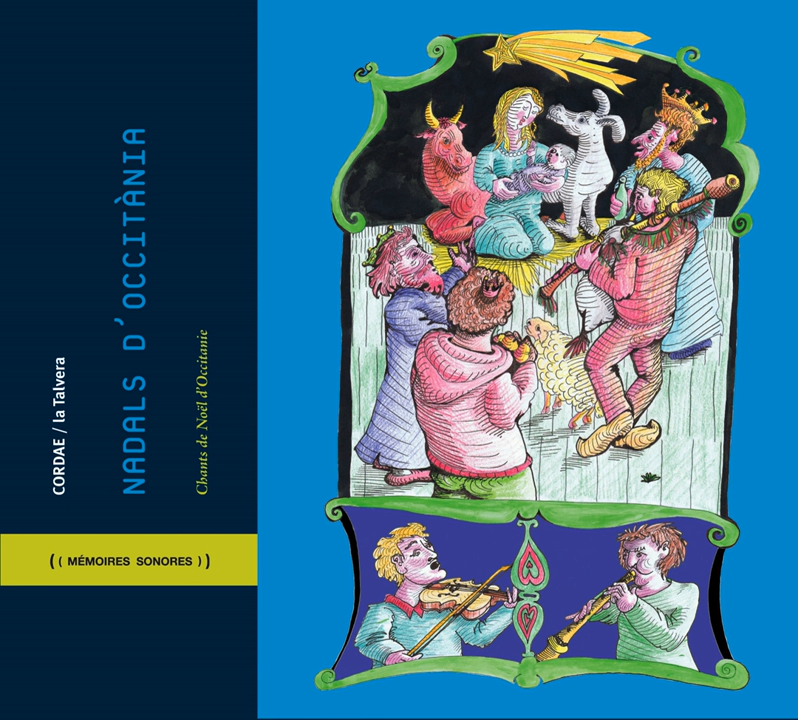 CORDAE / la Talvera
NADALS D'OCCITÀNIA
Chants de Noël d'Occitanie
( ( MÉMOIRES SONORES ) )